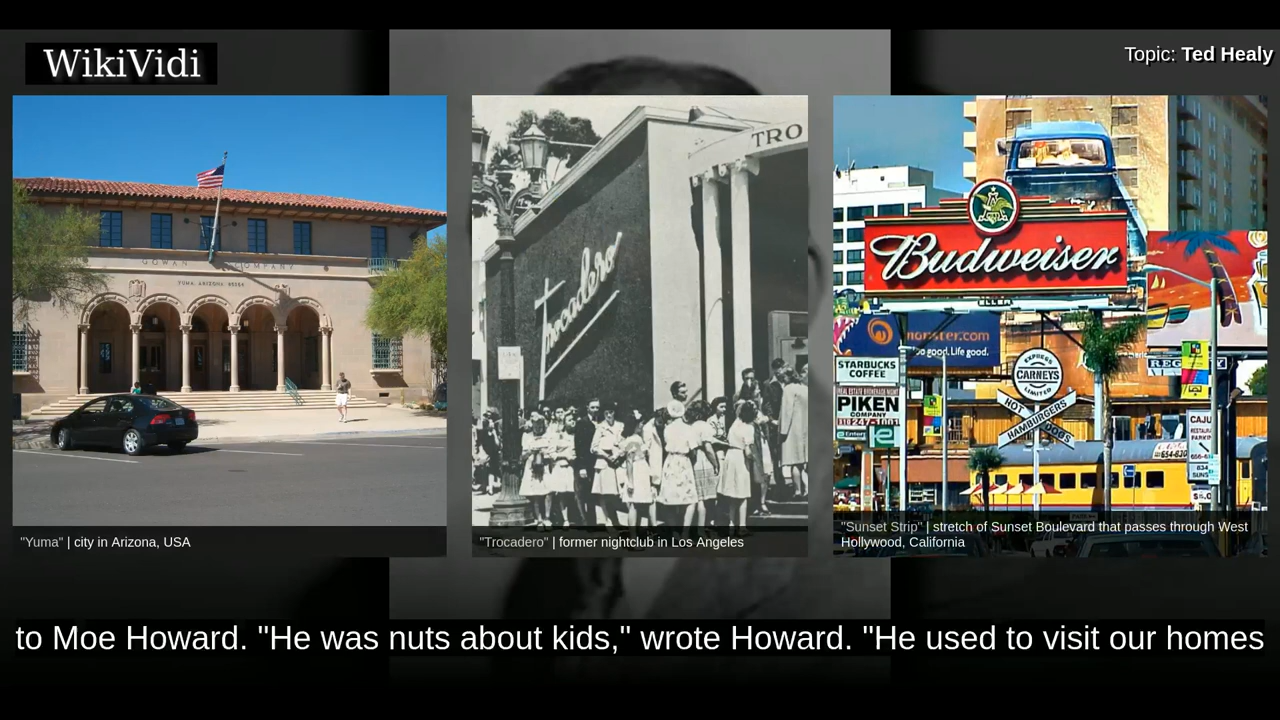 WikiVidi
Topic: Ted Healy
GOWAN COMPANY
YUMA, ARIZONA 85364
"Yuma" | city in Arizona, USA
TRO
Trocadero
"Trocadero" | former nightclub in Los Angeles
Budweiser
monster.com
too good. Life good.
STARBUCKS
COFFEE
PIKEN
COMPANY
EXPRESS
CARNEYS
LIMITED
HOT DOGS
HAMBURGERS
"Sunset Strip" | stretch of Sunset Boulevard that passes through West
Hollywood, California
to Moe Howard. "He was nuts about kids," wrote Howard. "He used to visit our homes